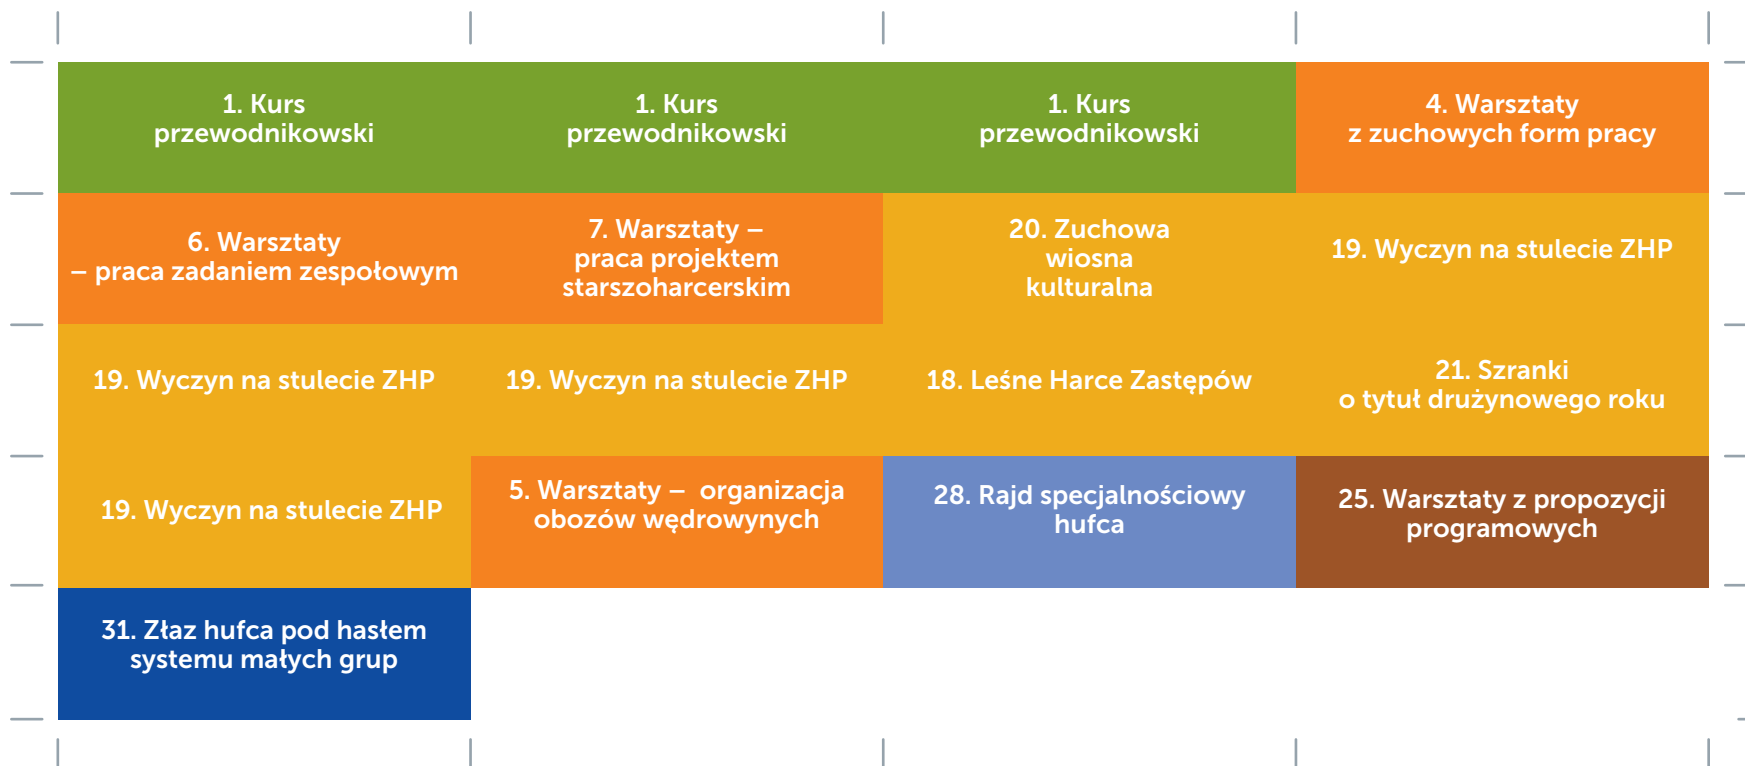 1. Kurs
przewodnikowski
1. Kurs
przewodnikowski
1. Kurs
przewodnikowski
4. Warsztaty
z zuchowych form pracy
6. Warsztaty
– praca zadaniem zespołowym
7. Warsztaty –
praca projektem
starszoharcerskim
20. Zuchowa
wiosna
kulturalna
19. Wyczyn na stulecie ZHP
19. Wyczyn na stulecie ZHP
19. Wyczyn na stulecie ZHP
18. Leśne Harce Zastępów
21. Szranki
o tytuł drużynowego roku
19. Wyczyn na stulecie ZHP
5. Warsztaty – organizacja
obozów wędrowynych
28. Rajd specjalnościowy
hufca
25. Warsztaty z propozycji
programowych
31. Złaz hufca pod hasłem
systemu małych grup